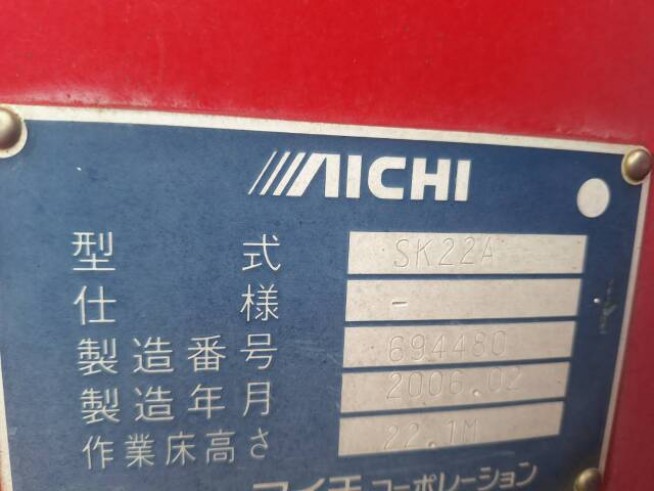 AICHI
型式 SK22A
仕様 -
製造番号 694480
製造年月 2006.02
作業床高さ 22.1M
アイチコーポレーション